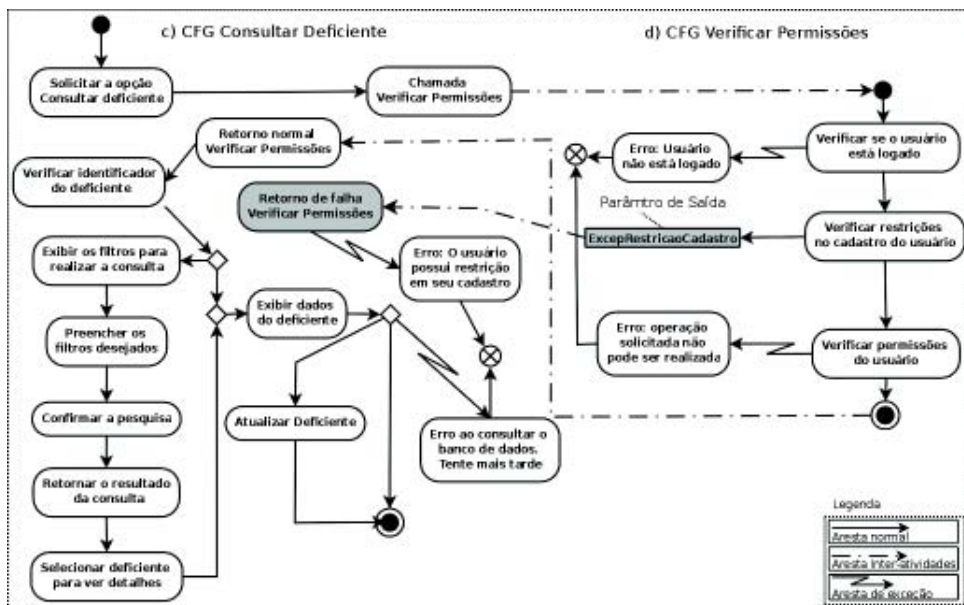 c) CFG Consultar Deficiente
d) CFG Verificar Permissões
Solicitar a opção
Consultar deficiente
Chamada
Verificar Permissões
Retorno normal
Verificar Permissões
Verificar identificador
do deficiente
Retorno de falha
Verificar Permissões
Erro: Usuário
não está logado
Verificar se o usuário
está logado
Parâmtro de Saída
ExcepRestricaoCadastro
Verificar restrições
no cadastro do usuário
Exibir os filtros para
realizar a consulta
Erro: O usuário
possui restrição
em seu cadastro
Exibir dados
do deficiente
Preencher os
filtros desejados
Erro: operação
solicitada não
pode ser realizada
Verificar permissões
do usuário
Confirmar a pesquisa
Atualizar Deficiente
Erro ao consultar o
banco de dados.
Tente mais tarde
Retornar o resultado
da consulta
Selecionar deficiente
para ver detalhes
Legenda
Aresta normal
Aresta Inter-atividades
Aresta de exceção